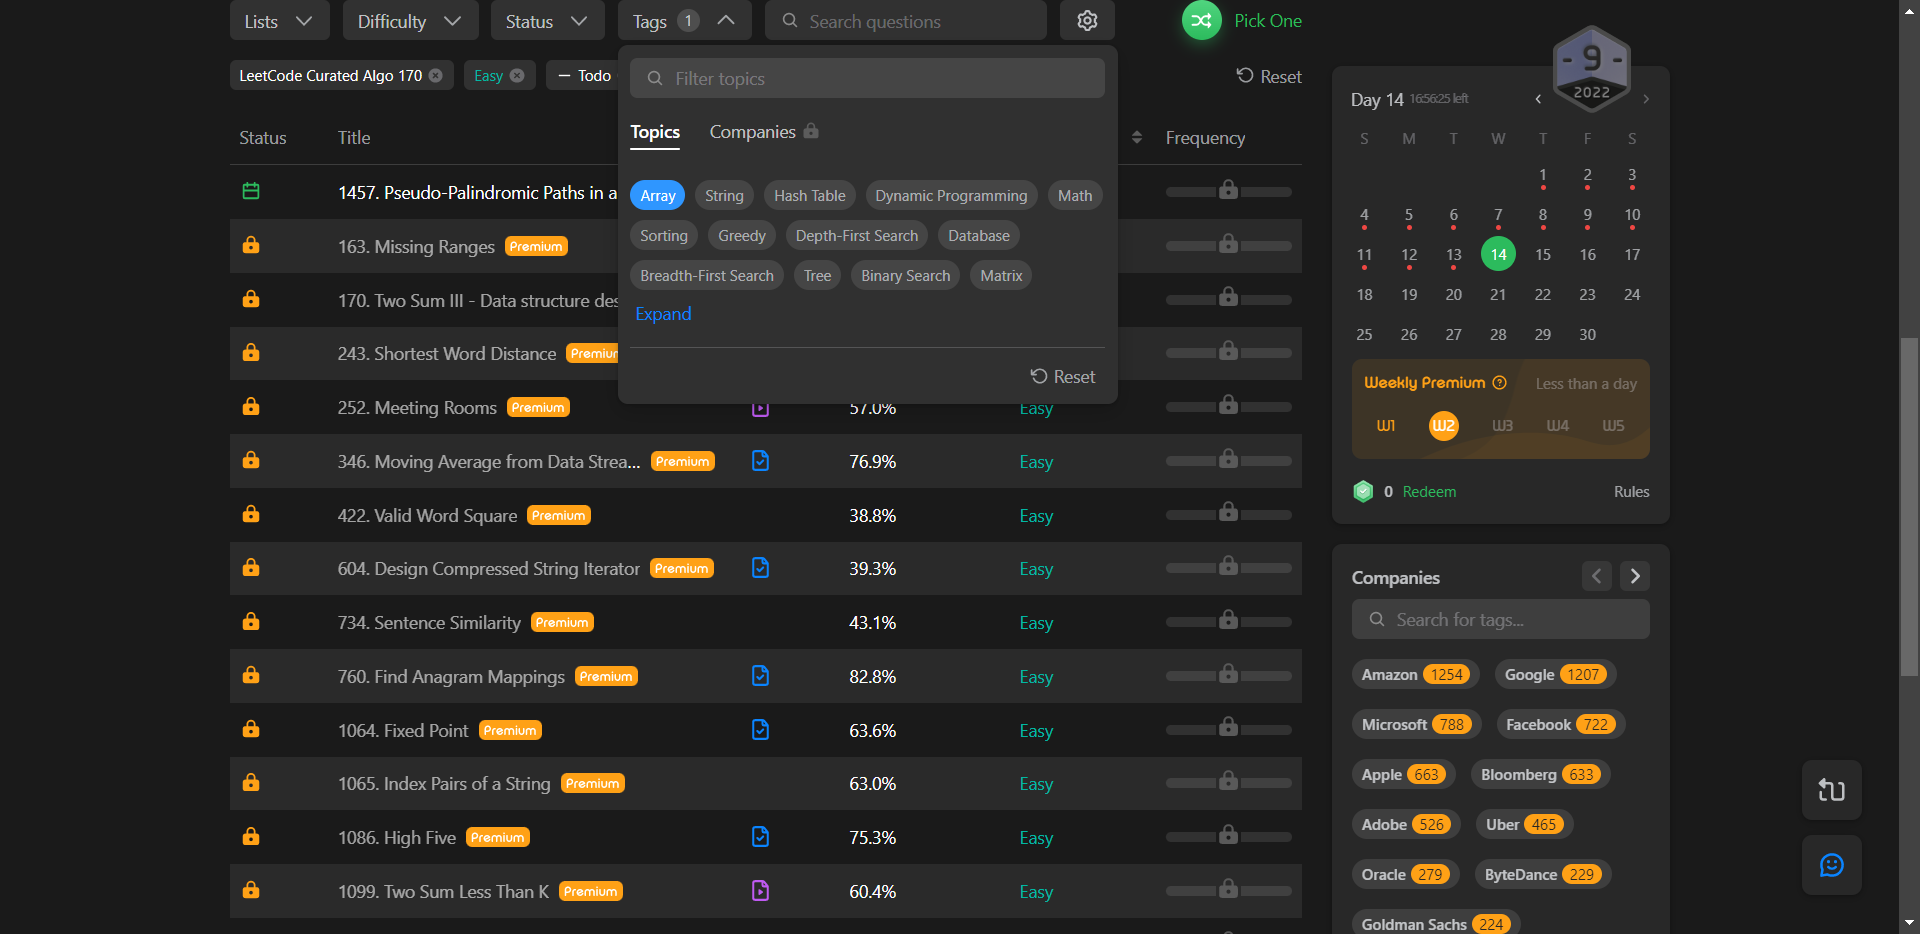 Lists Difficulty Status Tags 1 Search questions Pick One
LeetCode Curated Algo 170 Easy Todo Reset
Filter topics
Topics Companies
Array String Hash Table Dynamic Programming Math
Sorting Greedy Depth-First Search Database
Breadth-First Search Tree Binary Search Matrix
Expand
Reset
Status Title Frequency
1457. Pseudo-Palindromic Paths in a
163. Missing Ranges Premium
170. Two Sum III - Data structure des
243. Shortest Word Distance Premium
252. Meeting Rooms Premium 57.0% Easy
346. Moving Average from Data Strea... Premium 76.9% Easy
422. Valid Word Square Premium 38.8% Easy
604. Design Compressed String Iterator Premium 39.3% Easy
734. Sentence Similarity Premium 43.1% Easy
760. Find Anagram Mappings Premium 82.8% Easy
1064. Fixed Point Premium 63.6% Easy
1065. Index Pairs of a String Premium 63.0% Easy
1086. High Five Premium 75.3% Easy
1099. Two Sum Less Than K Premium 60.4% Easy
9
2022
Day 14 16:56:25 left
S M T W T F S
1 2 3
4 5 6 7 8 9 10
11 12 13 14 15 16 17
18 19 20 21 22 23 24
25 26 27 28 29 30
Weekly Premium Less than a day
W1 W2 W3 W4 W5
0 Redeem Rules
Companies
Search for tags...
Amazon 1254 Google 1207
Microsoft 788 Facebook 722
Apple 663 Bloomberg 633
Adobe 526 Uber 465
Oracle 279 ByteDance 229
Goldman Sachs 224